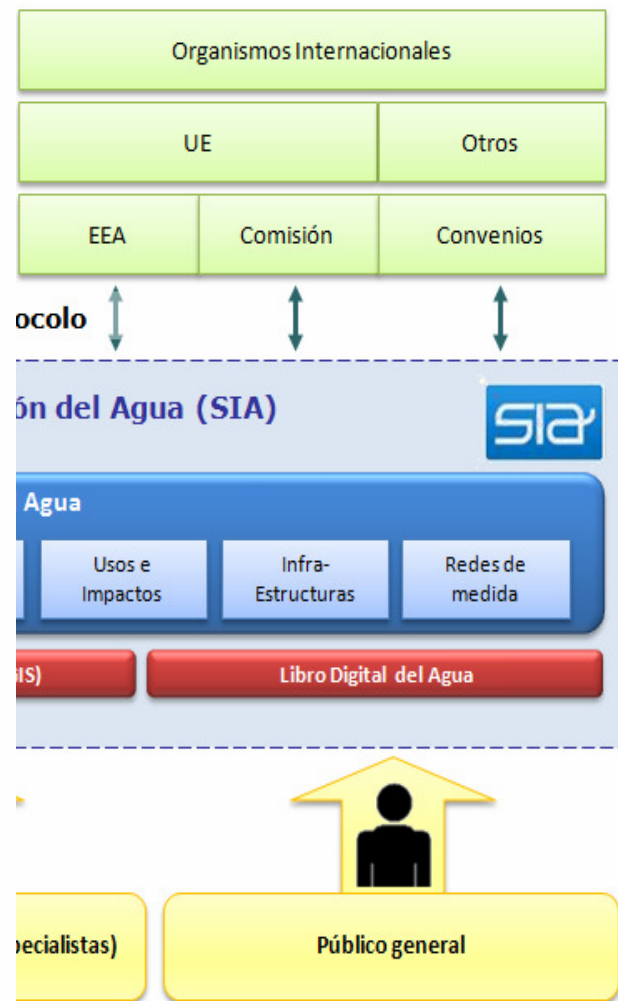 Organismos Internacionales
UE
Otros
EEA
Comisión
Convenios
ocolo
ón del Agua (SIA)
sia
Agua
Usos e
Impactos
Infra-
Estructuras
Redes de
medida
GIS)
Libro Digital del Agua
pecialistas)
Público general